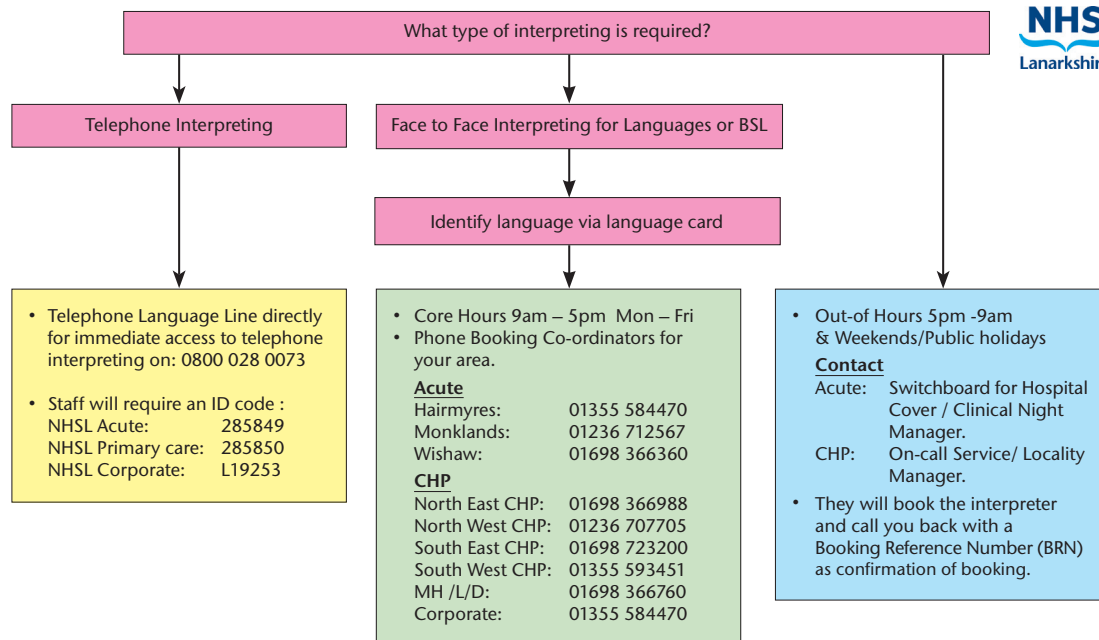 What type of interpreting is required?
NHS
Lanarkshire
Telephone Interpreting
Face to Face Interpreting for Languages or BSL
Identify language via language card
• Telephone Language Line directly
for immediate access to telephone
interpreting on: 0800 028 0073
• Staff will require an ID code :
NHSL Acute: 285849
NHSL Primary care: 285850
NHSL Corporate: L19253
• Core Hours 9am – 5pm Mon – Fri
• Phone Booking Co-ordinators for
your area.
Acute
Hairmyres: 01355 584470
Monklands: 01236 712567
Wishaw: 01698 366360
CHP
North East CHP: 01698 366988
North West CHP: 01236 707705
South East CHP: 01698 723200
South West CHP: 01355 593451
MH /L/D: 01698 366760
Corporate: 01355 584470
• Out-of Hours 5pm -9am
& Weekends/Public holidays
Contact
Acute: Switchboard for Hospital
Cover / Clinical Night
Manager.
CHP: On-call Service/ Locality
Manager.
• They will book the interpreter
and call you back with a
Booking Reference Number (BRN)
as confirmation of booking.